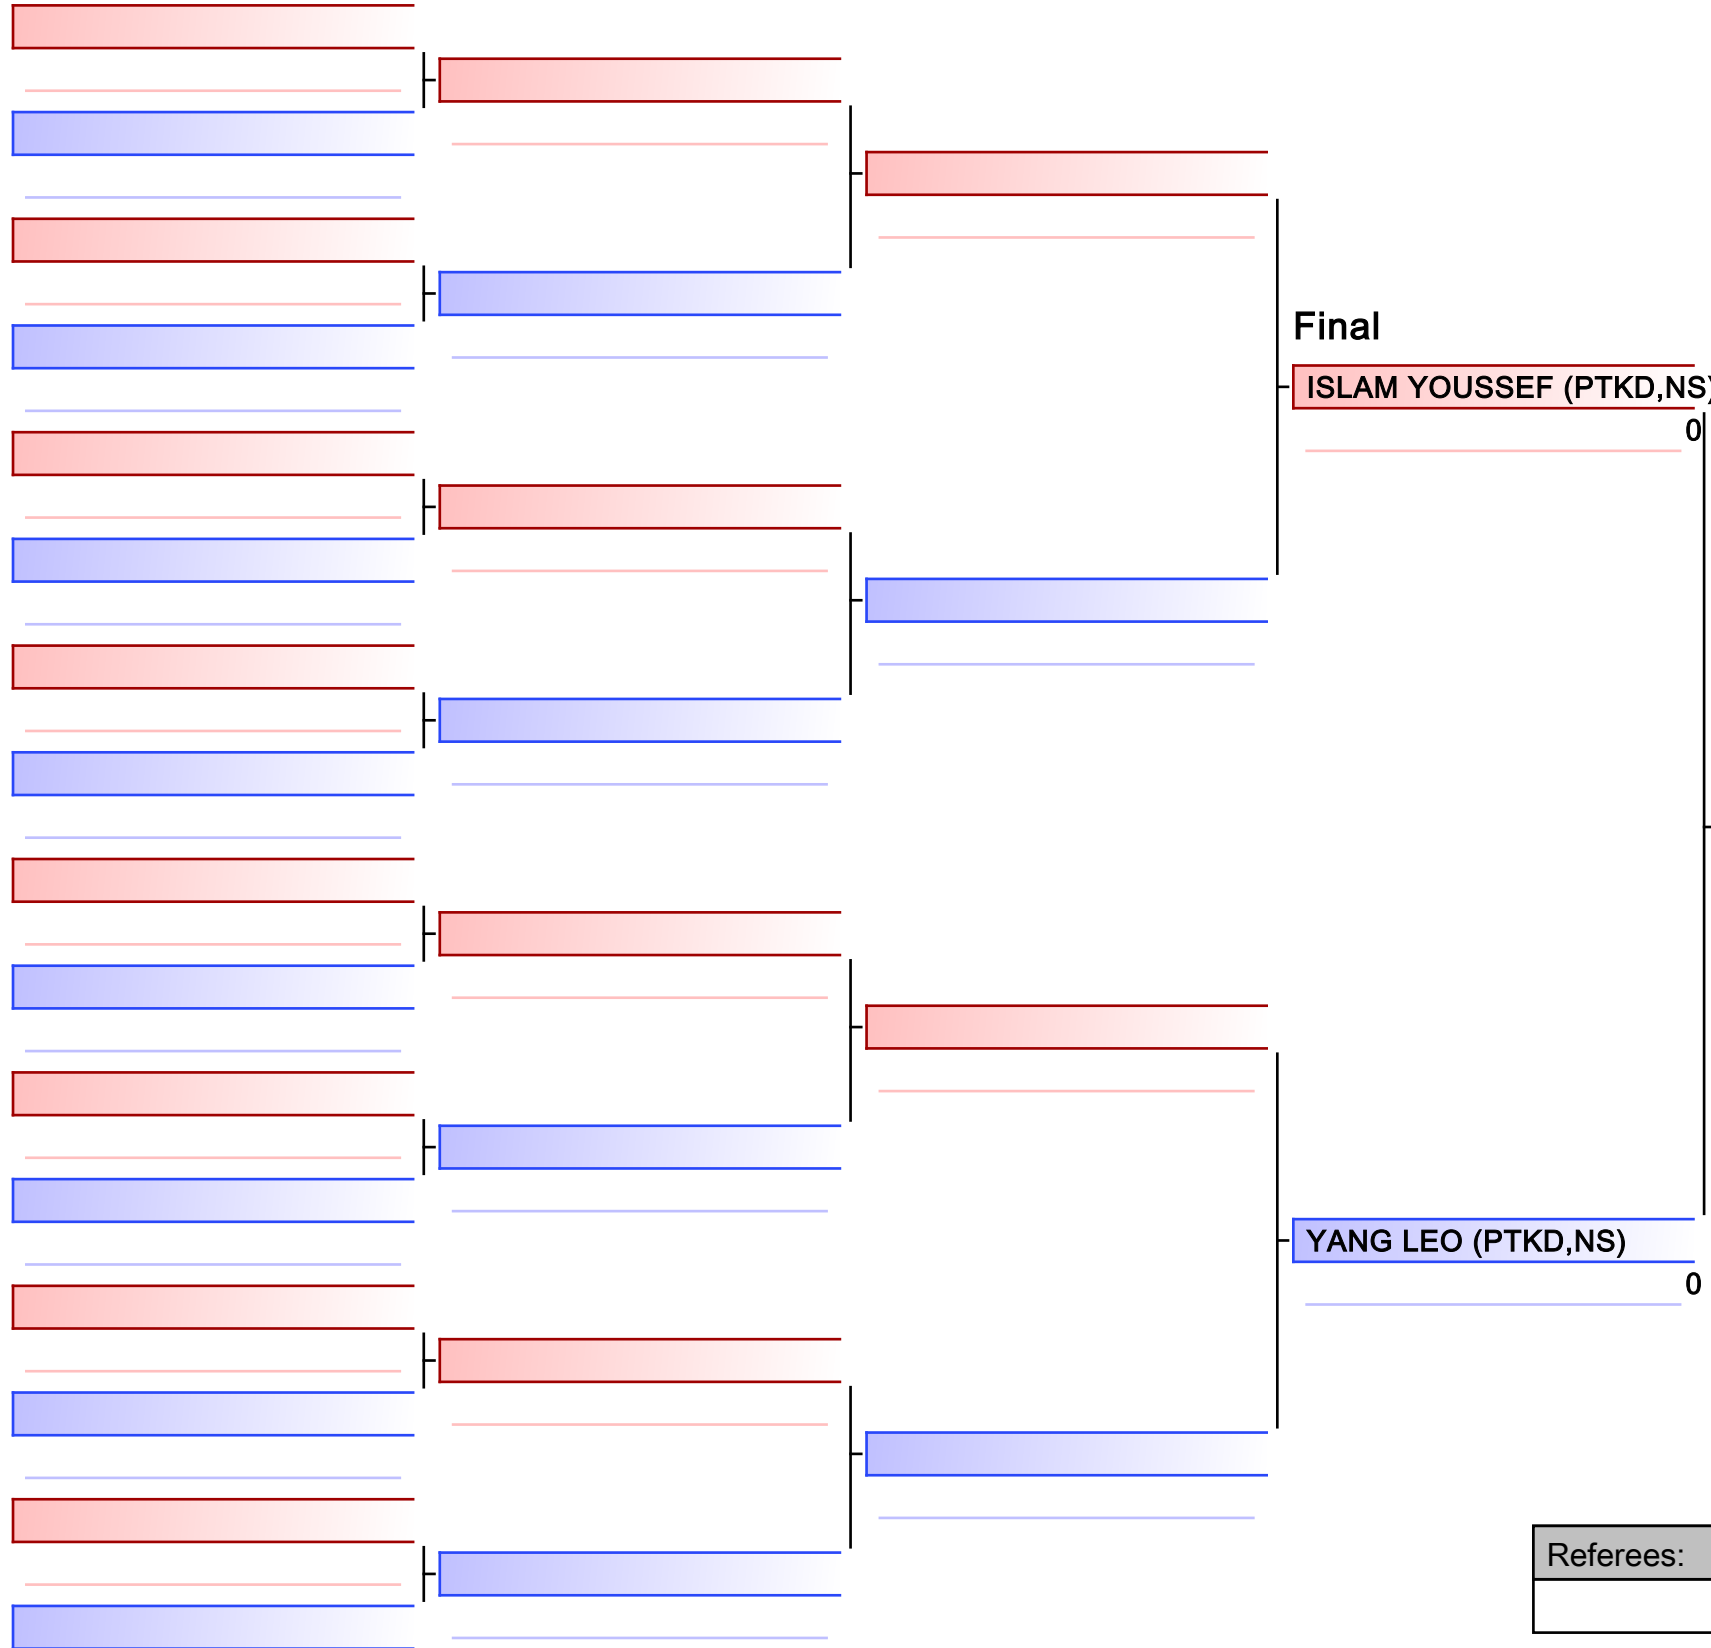 Final
ISLAM YOUSSEF (PTKD,NS)
0
YANG LEO (PTKD,NS)
0
Referees: